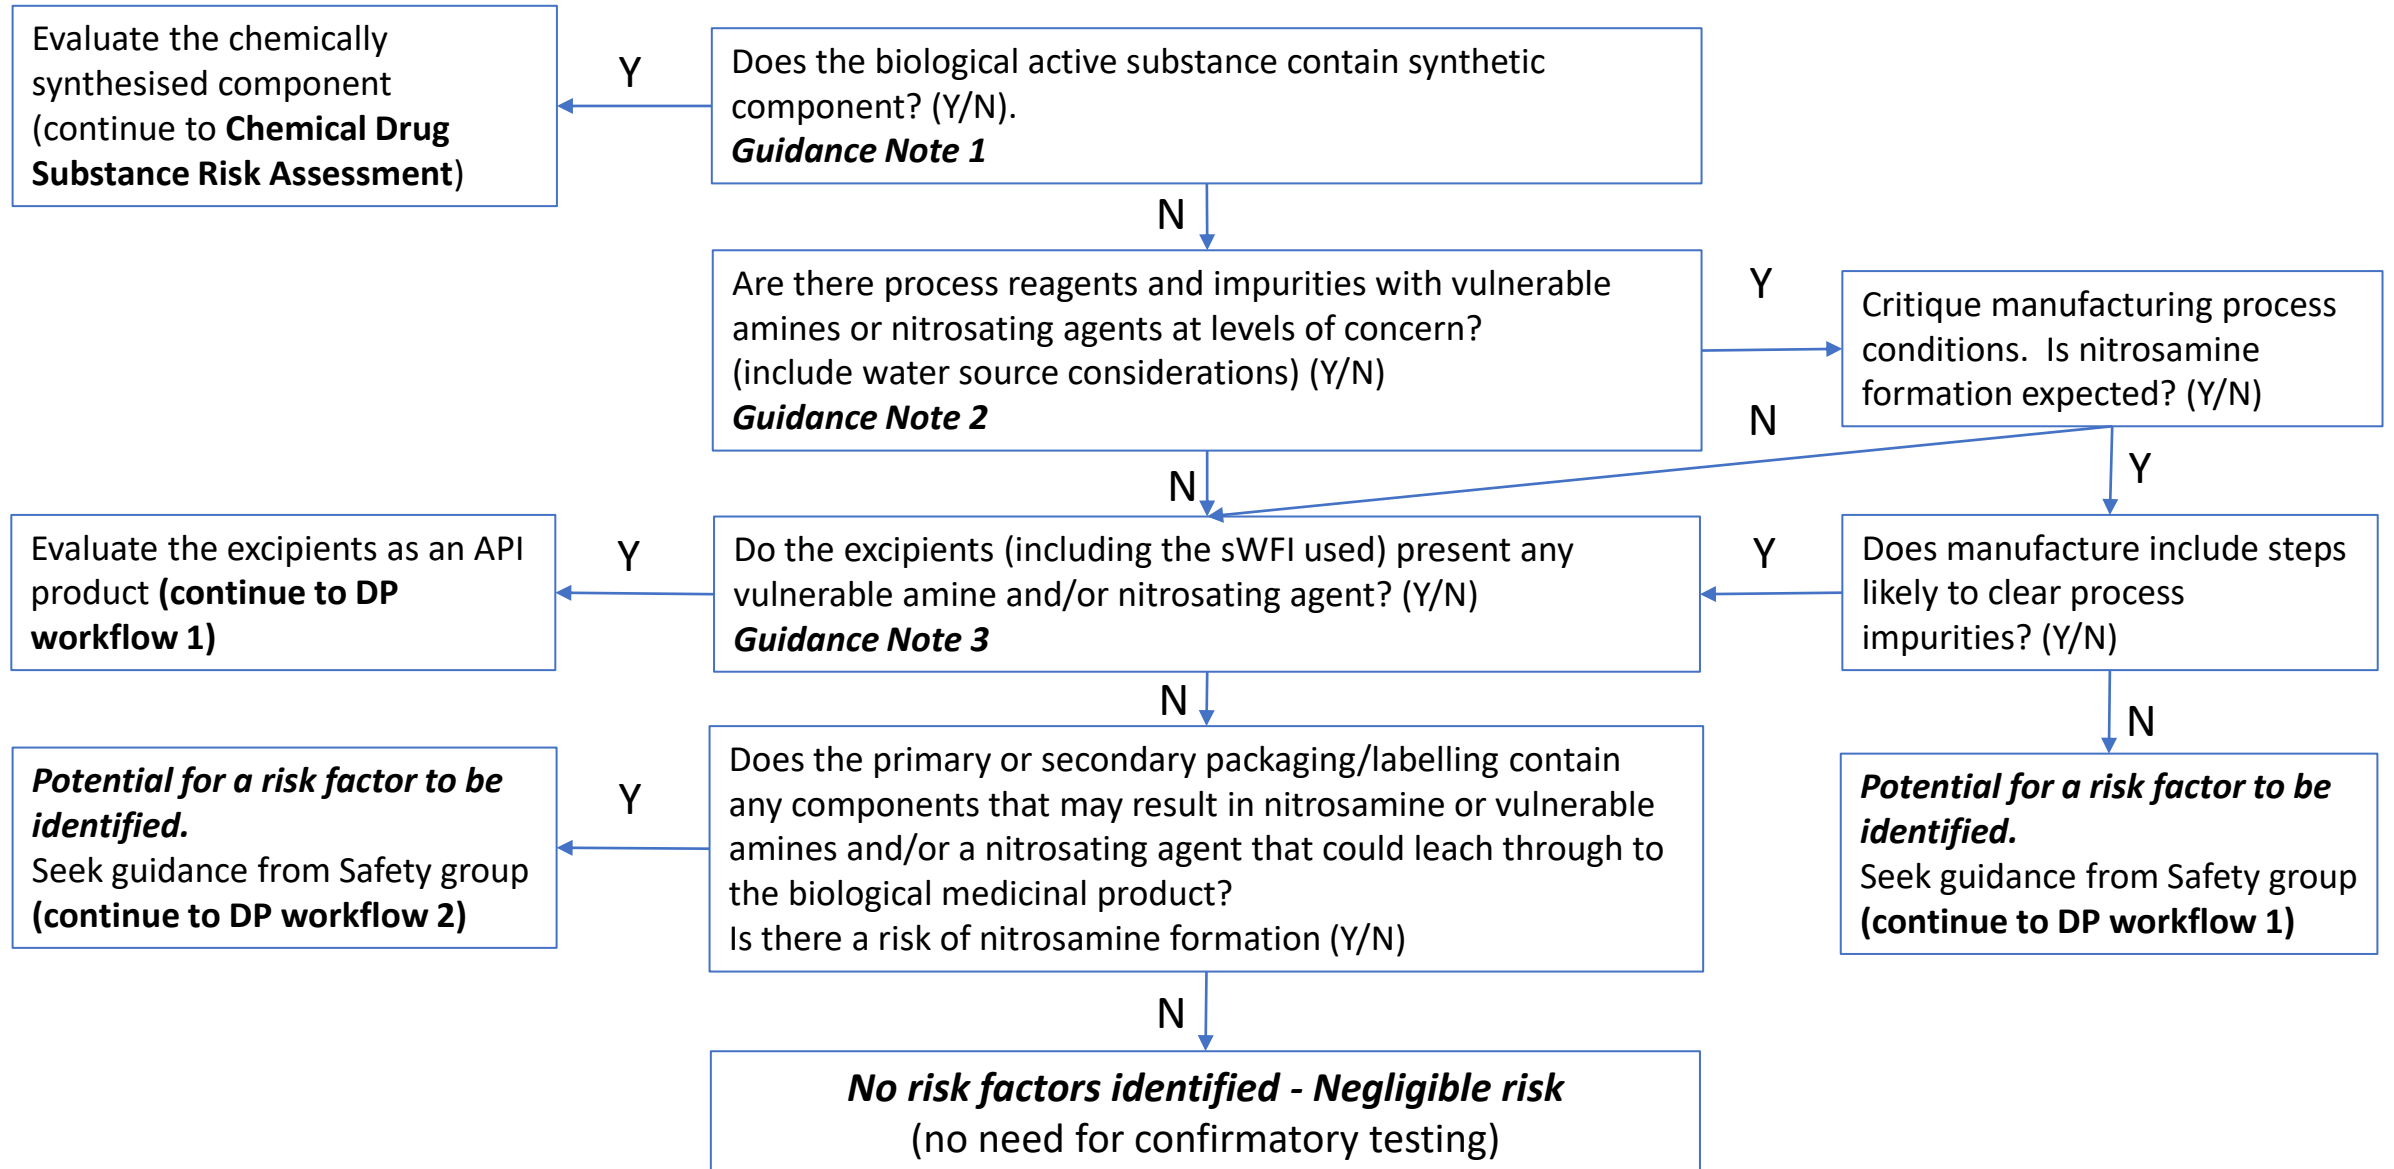 Evaluate the chemically
synthesised component
(continue to Chemical Drug
Substance Risk Assessment)
Y
Does the biological active substance contain synthetic
component? (Y/N).
Guidance Note 1
N
Are there process reagents and impurities with vulnerable
amines or nitrosating agents at levels of concern?
(include water source considerations) (Y/N)
Guidance Note 2
Y
Critique manufacturing process
conditions.  Is nitrosamine
formation expected? (Y/N)
N
N
Y
Evaluate the excipients as an API
product (continue to DP
workflow 1)
Y
Do the excipients (including the sWFI used) present any
vulnerable amine and/or nitrosating agent? (Y/N)
Guidance Note 3
Y
Does manufacture include steps
likely to clear process
impurities? (Y/N)
N
N
Potential for a risk factor to be
identified.
Seek guidance from Safety group
(continue to DP workflow 2)
Y
Does the primary or secondary packaging/labelling contain
any components that may result in nitrosamine or vulnerable
amines and/or a nitrosating agent that could leach through to
the biological medicinal product?
Is there a risk of nitrosamine formation (Y/N)
Potential for a risk factor to be
identified.
Seek guidance from Safety group
(continue to DP workflow 1)
N
No risk factors identified - Negligible risk
(no need for confirmatory testing)